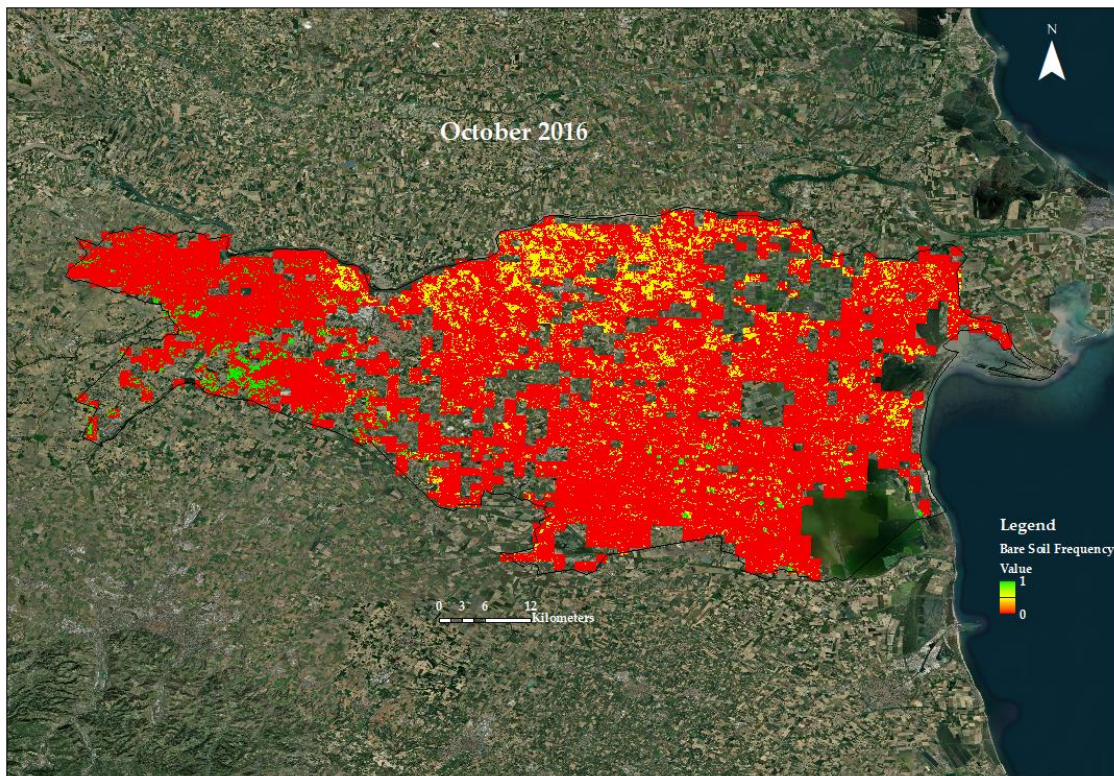 N
October 2016
Legend
Bare Soil Frequency
Value
1
0
0 3 6 12
Kilometers